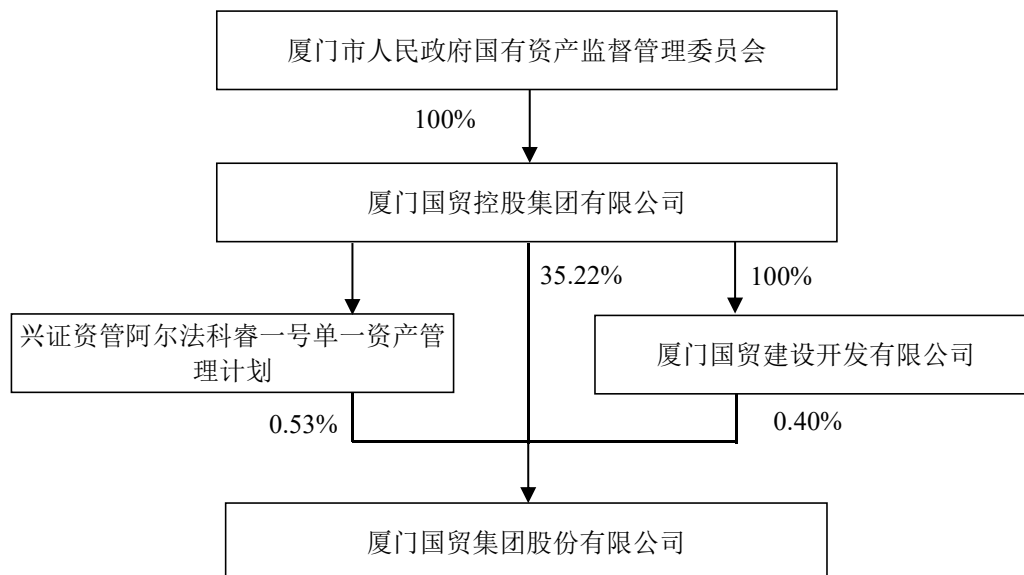 厦门市人民政府国有资产监督管理委员会
100%
厦门国贸控股集团有限公司
35.22%
100%
兴证资管阿尔法科睿一号单一资产管
理计划
厦门国贸建设开发有限公司
0.53%
0.40%
厦门国贸集团股份有限公司